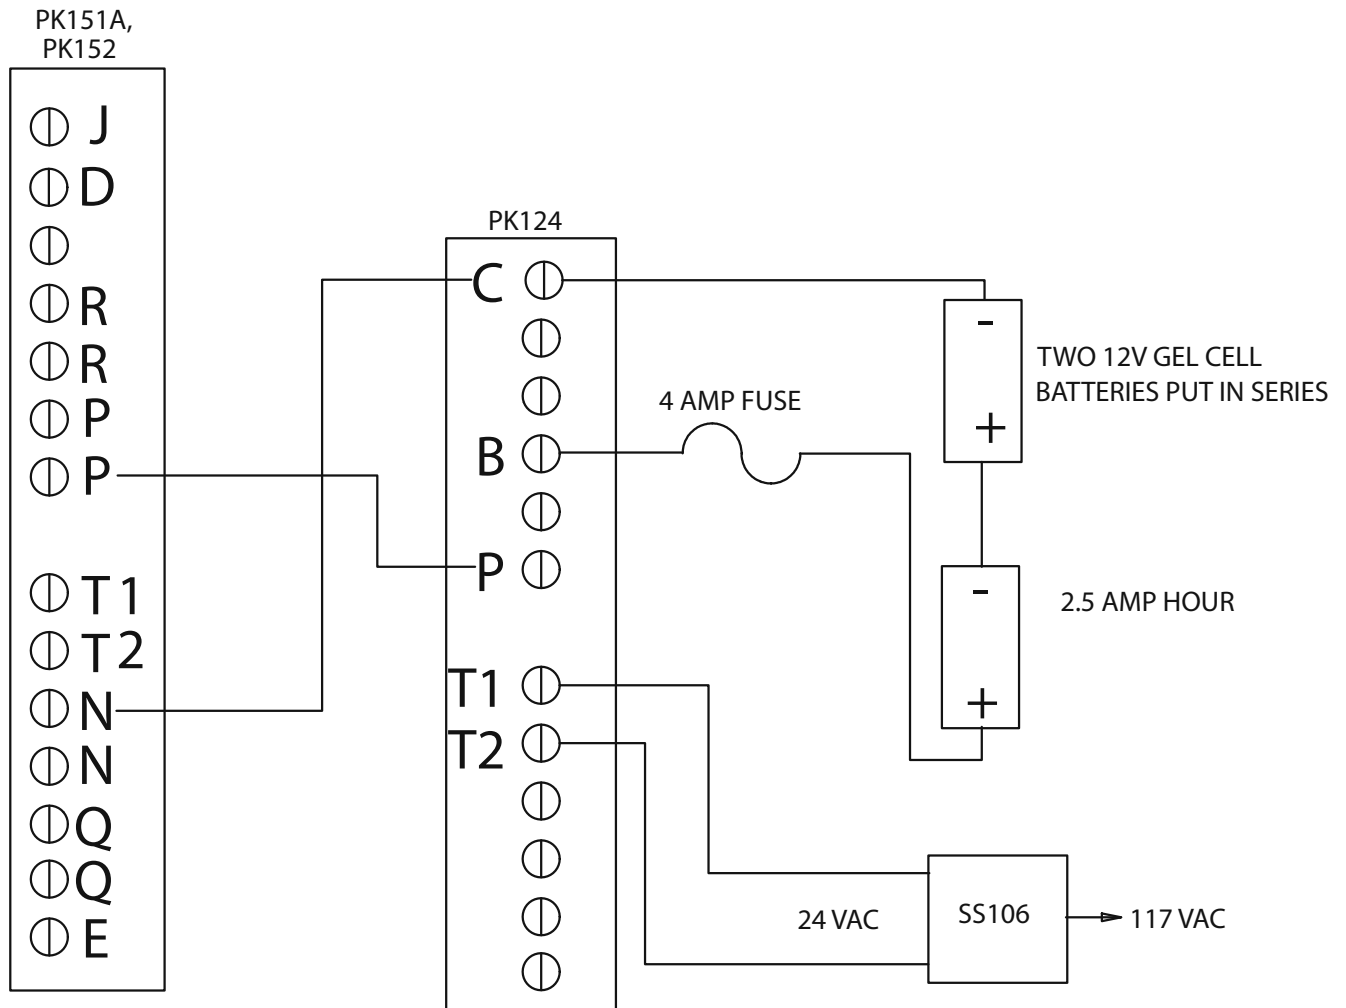 PK151A,
PK152
J
D
R
R
P
P
T1
T2
N
N
Q
Q
E
PK124
C
B
P
T1
T2
4 AMP FUSE
-
+
TWO 12V GEL CELL
BATTERIES PUT IN SERIES
-
+
2.5 AMP HOUR
24 VAC
SS106
117 VAC